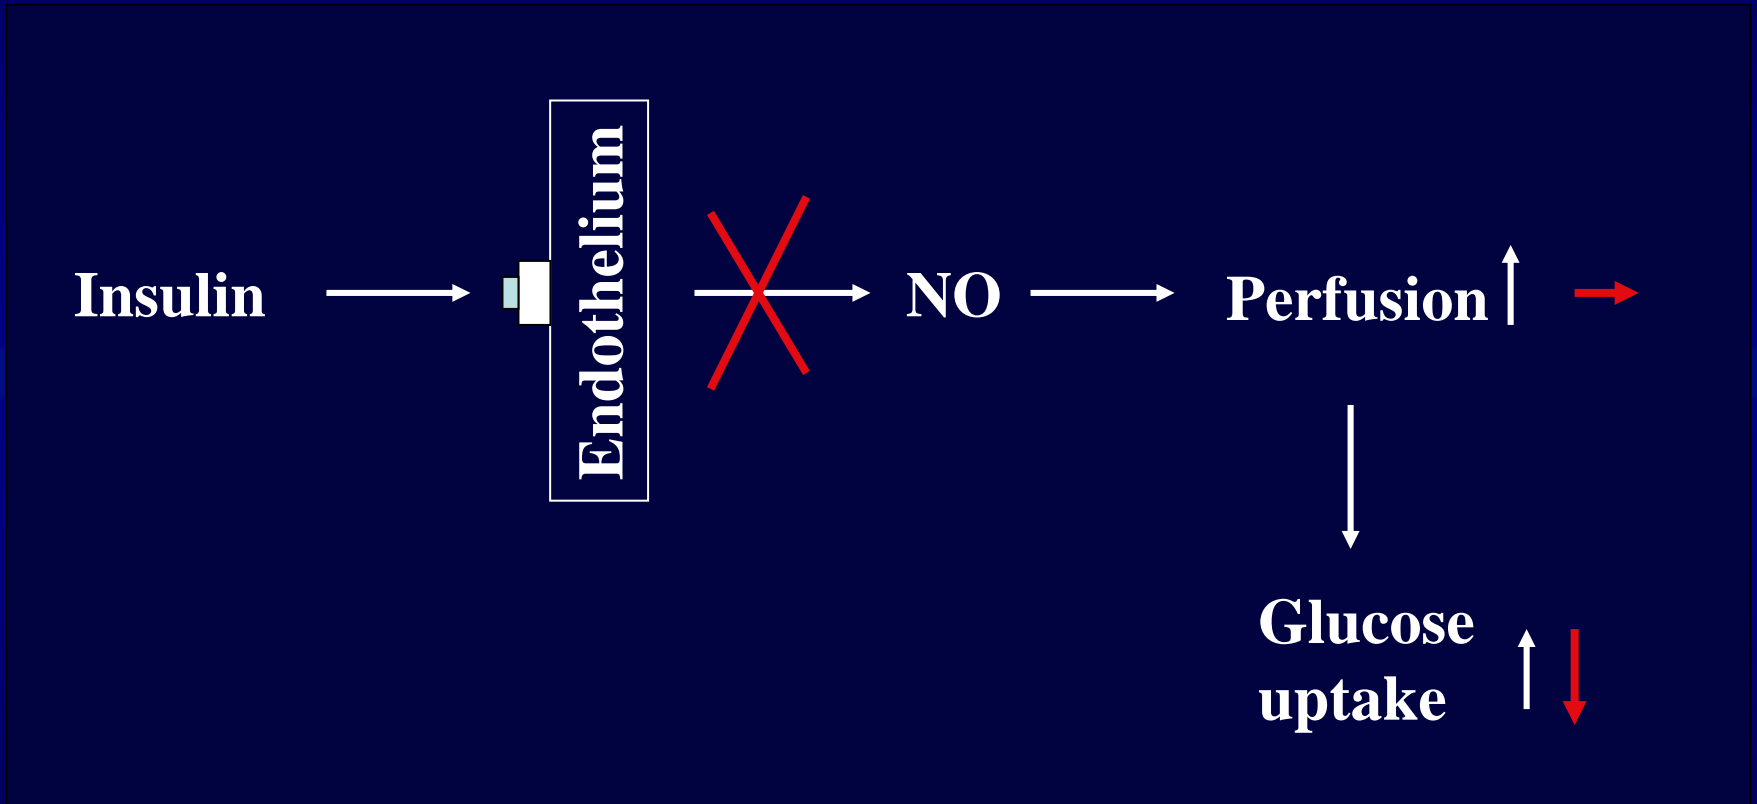 Insulin
Endothelium
NO
Perfusion
Glucose
uptake